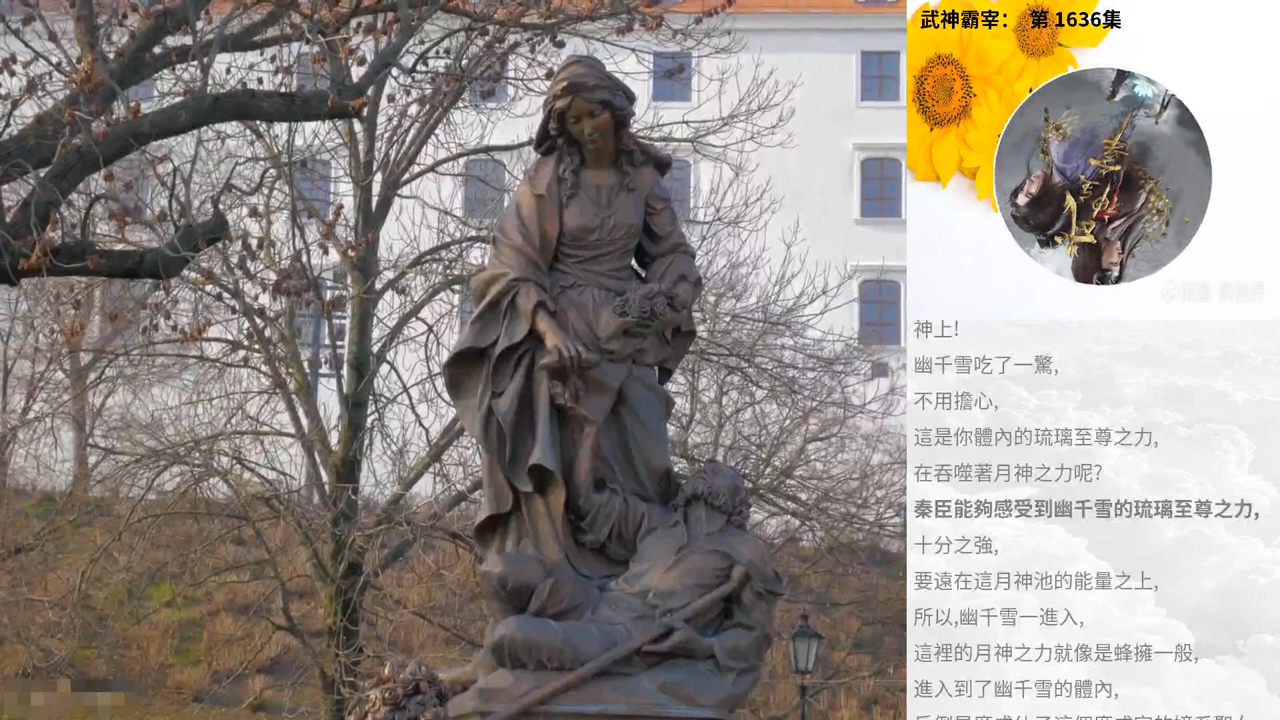 武神霸宰： 第 1636集
神上!
幽千雪吃了一驚,
不用擔心,
這是你體內的琉璃至尊之力,
在吞噬著月神之力呢?
秦臣能夠感受到幽千雪的琉璃至尊之力,
十分之強,
要遠在這月神池的能量之上,
所以,幽千雪一進入,
這裡的月神之力就像是蜂擁一般,
進入到了幽千雪的體內,